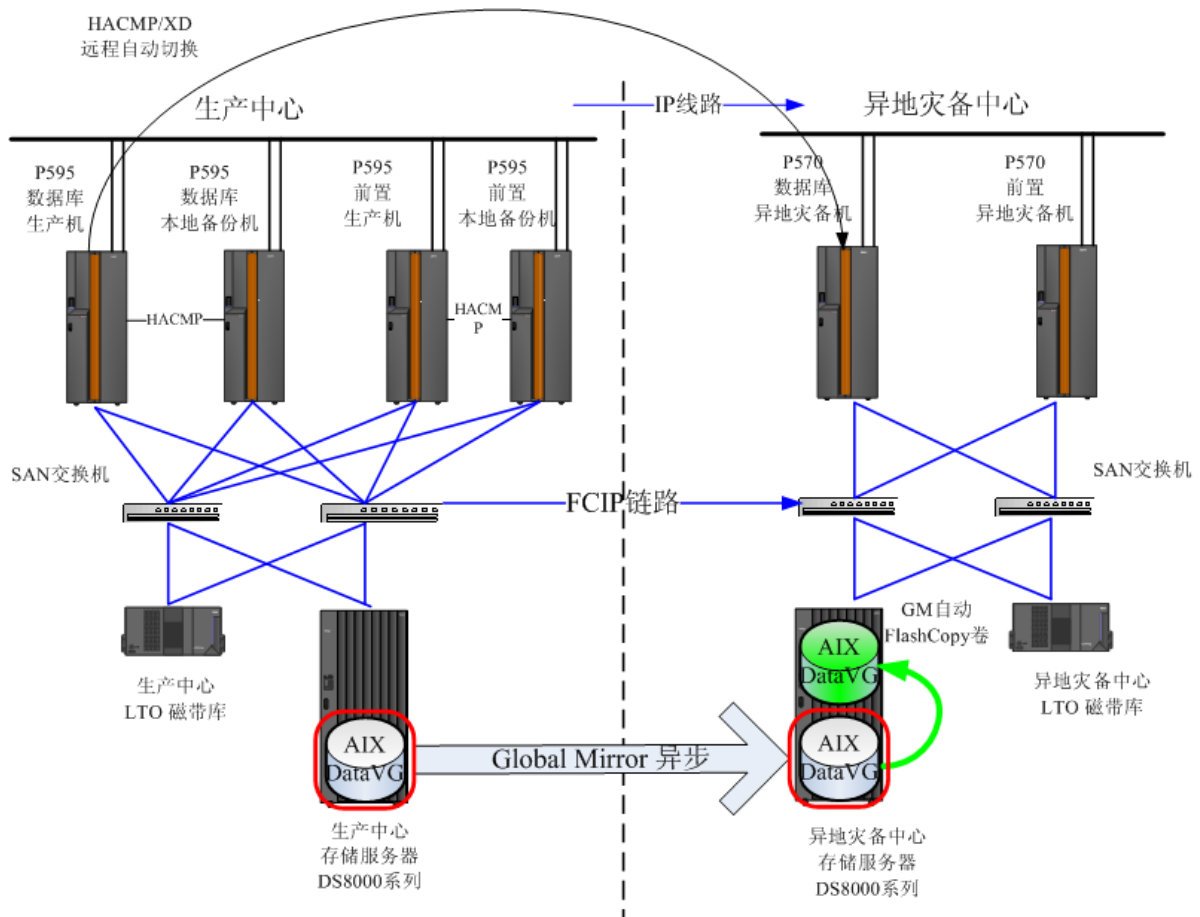 HACMP/XD
远程自动切换
生产中心
IP线路
异地灾备中心
P595
数据库
生产机
P595
数据库
本地备份机
P595
前置
生产机
P595
前置
本地备份机
P570
数据库
异地灾备机
P570
前置
异地灾备机
HACMP
HACM
P
SAN交换机
SAN交换机
FCIP链路
GM自动
FlashCopy卷
生产中心
LTO 磁带库
异地灾备中心
LTO 磁带库
AIX
DataVG
AIX
DataVG
AIX
DataVG
Global Mirror 异步
生产中心
存储服务器
DS8000系列
异地灾备中心
存储服务器
DS8000系列